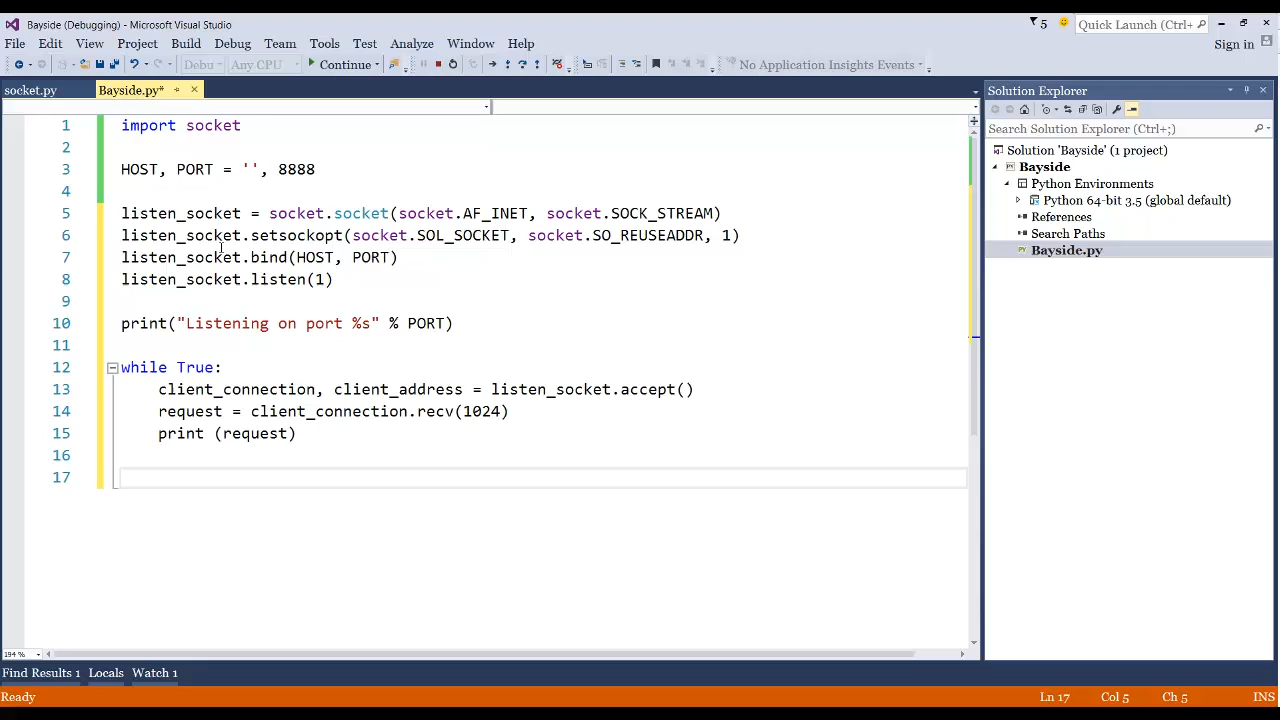 Bayside (Debugging) - Microsoft Visual Studio
5
Quick Launch (Ctrl+
File Edit View Project Build Debug Team Tools Test Analyze Window Help
Sign in
Debu Any CPU Continue No Application Insights Events
socket.py Bayside.py*
Solution Explorer
Search Solution Explorer (Ctrl+;)
Solution 'Bayside' (1 project)
Bayside
Python Environments
Python 64-bit 3.5 (global default)
References
Search Paths
Bayside.py
1 import socket
2
3 HOST, PORT = '', 8888
4
5 listen_socket = socket.socket(socket.AF_INET, socket.SOCK_STREAM)
6 listen_socket.setsockopt(socket.SOL_SOCKET, socket.SO_REUSEADDR, 1)
7 listen_socket.bind(HOST, PORT)
8 listen_socket.listen(1)
9
10 print("Listening on port %s" % PORT)
11
12 while True:
13     client_connection, client_address = listen_socket.accept()
14     request = client_connection.recv(1024)
15     print (request)
16
17
194 %
Find Results 1 Locals Watch 1
Ready Ln 17 Col 5 Ch 5 INS